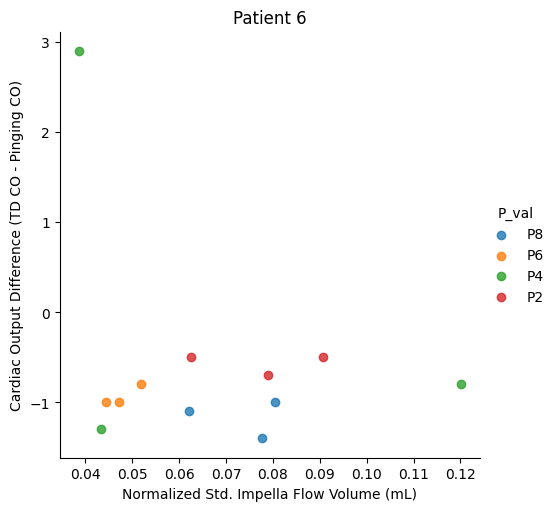 Patient 6
Cardiac Output Difference (TD CO - Pinging CO)
3
2
1
0
−1
0.04 0.05 0.06 0.07 0.08 0.09 0.10 0.11 0.12
Normalized Std. Impella Flow Volume (mL)
P_val
P8
P6
P4
P2